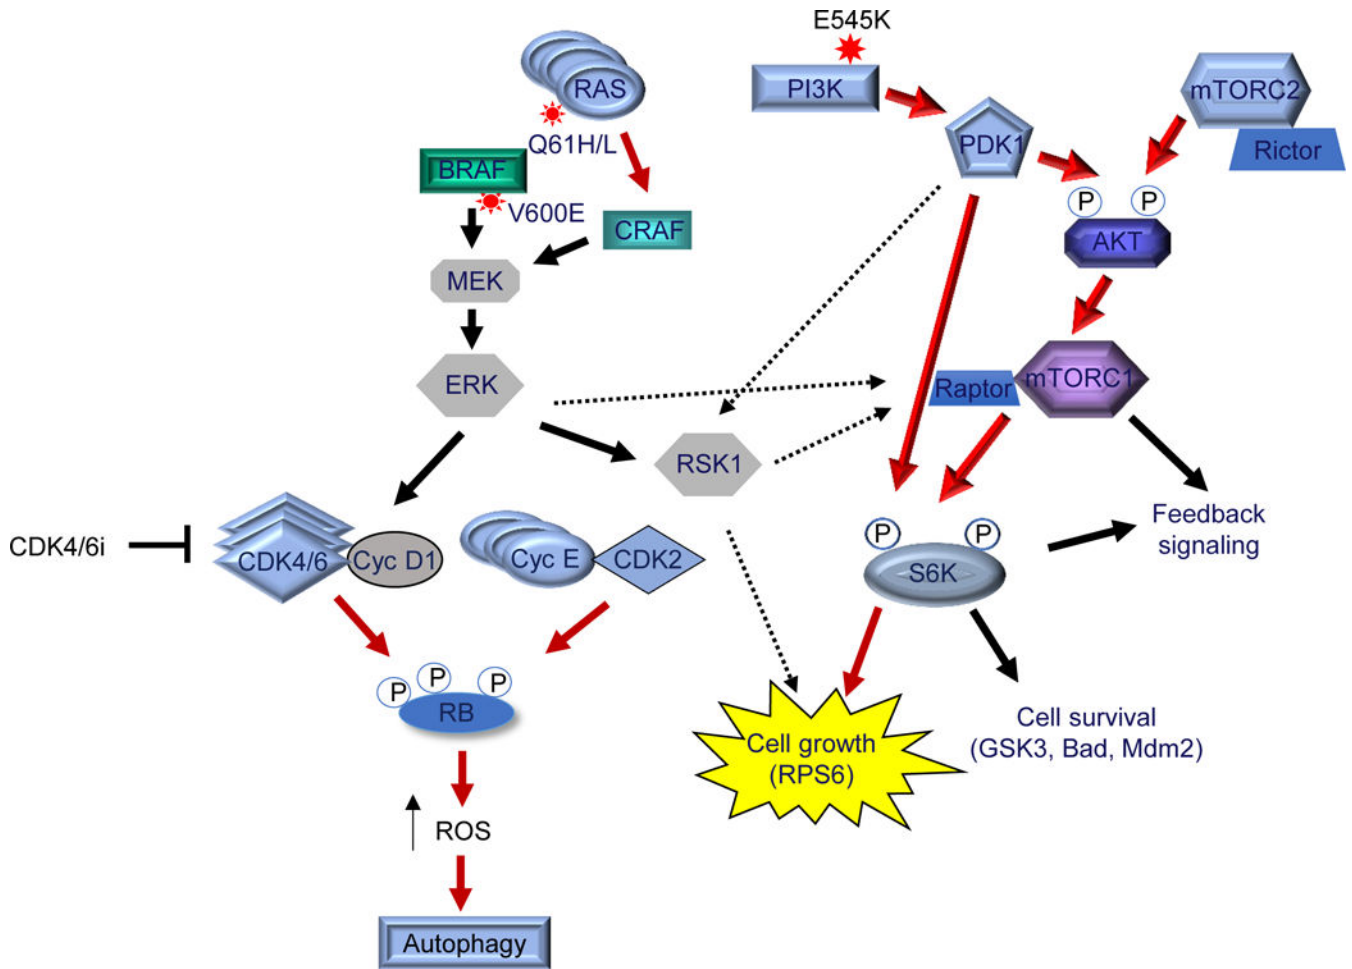 E545K
RAS
PI3K
mTORC2
Q61H/L
PDK1
Rictor
BRAF
V600E
P
P
CRAF
AKT
MEK
ERK
Raptor
mTORC1
RSK1
CDK4/6i
CDK4/6
Cyc D1
Cyc E
CDK2
P
P
S6K
Feedback
signaling
P
P
P
RB
Cell growth
(RPS6)
Cell survival
(GSK3, Bad, Mdm2)
ROS
Autophagy